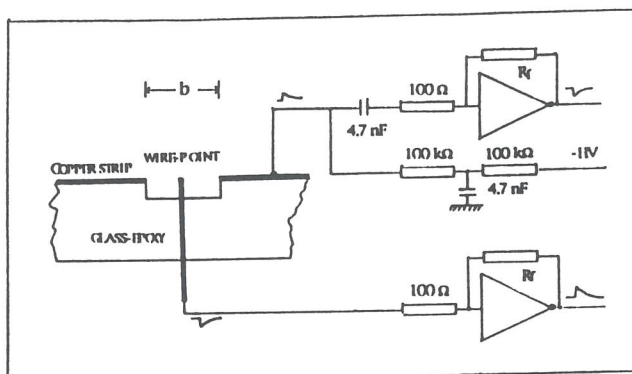 b
100 Ω
Rf
4.7 nF
COPPER STRIP
WIRE-POINT
100 kΩ
100 kΩ
-HV
4.7 nF
GLASS-EPOXY
100 Ω
Rf